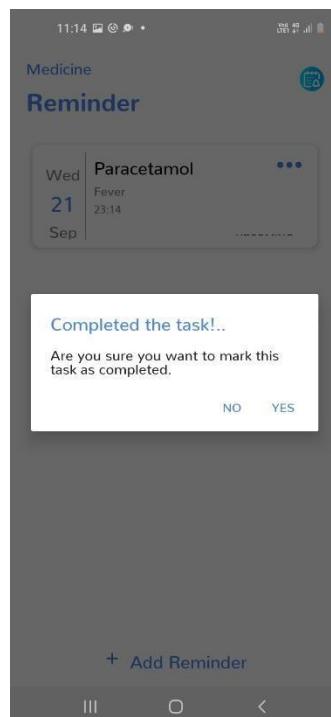 11:14
Medicine
Reminder
Wed
21
Sep
Paracetamol
Fever
23:14
Completed the task!..
Are you sure you want to mark this
task as completed.
NO YES
+ Add Reminder